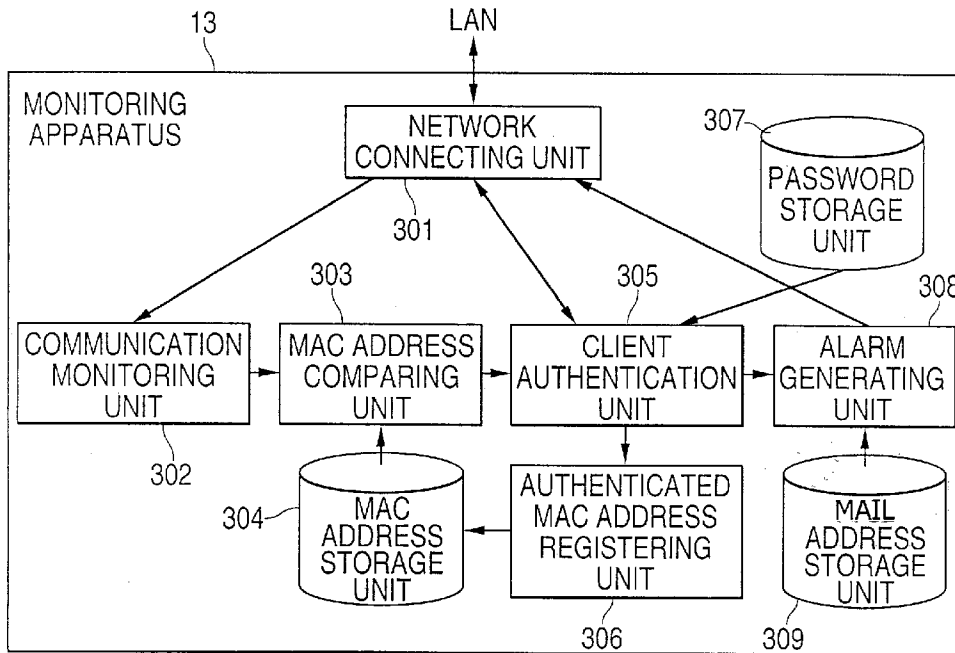 LAN
13
MONITORING
APPARATUS
NETWORK
CONNECTING UNIT
301
307
PASSWORD
STORAGE
UNIT
303
305
308
COMMUNICATION
MONITORING
UNIT
302
MAC ADDRESS
COMPARING
UNIT
CLIENT
AUTHENTICATION
UNIT
ALARM
GENERATING
UNIT
304
MAC
ADDRESS
STORAGE
UNIT
AUTHENTICATED
MAC ADDRESS
REGISTERING
UNIT
306
MAIL
ADDRESS
STORAGE
UNIT
309